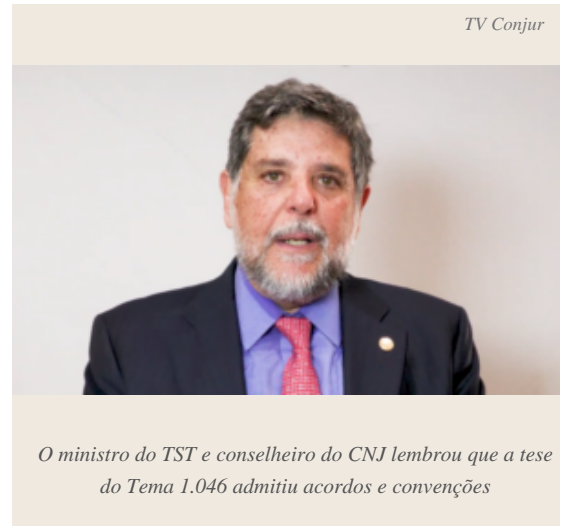 TV Conjur
O ministro do TST e conselheiro do CNJ lembrou que a tese
do Tema 1.046 admitiu acordos e convenções